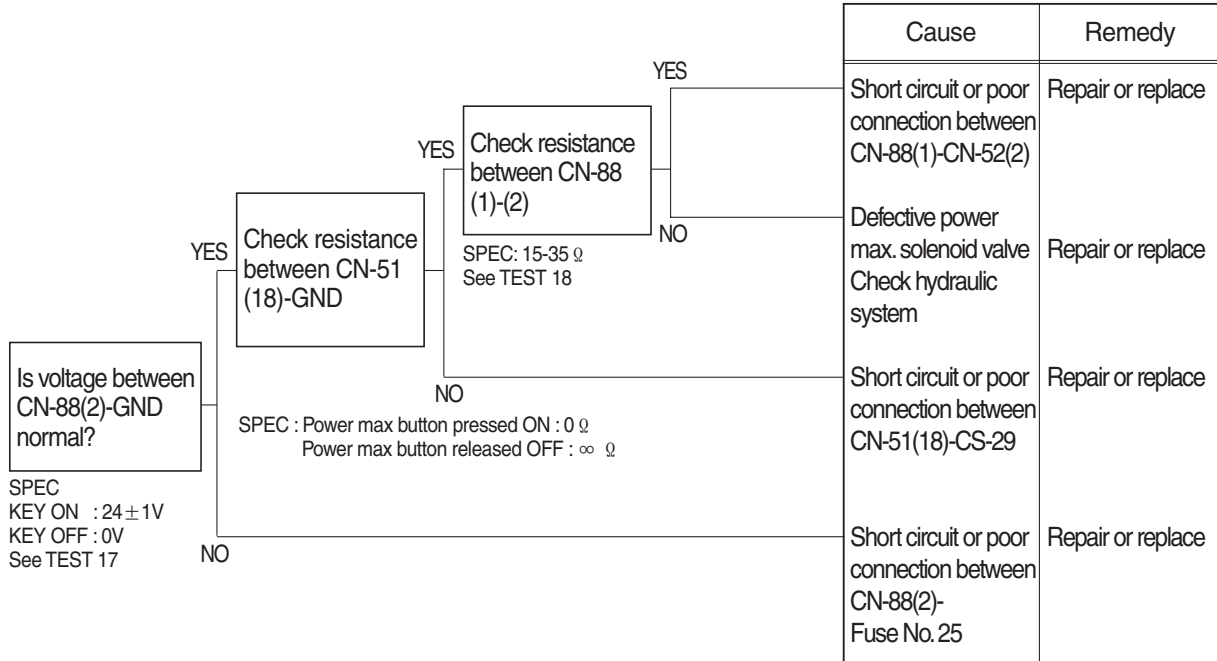 Cause
Remedy
YES
Short circuit or poor
connection between
CN-88(1)-CN-52(2)
Repair or replace
YES
Check resistance
between CN-88
(1)-(2)
NO
SPEC: 15-35 Ω
See TEST 18
Defective power
max. solenoid valve
Check hydraulic
system
Repair or replace
YES
Check resistance
between CN-51
(18)-GND
NO
SPEC : Power max button pressed ON : 0 Ω
Power max button released OFF : ∞ Ω
Short circuit or poor
connection between
CN-51(18)-CS-29
Repair or replace
Is voltage between
CN-88(2)-GND
normal?
SPEC
KEY ON : 24±1V
KEY OFF : 0V
See TEST 17
NO
Short circuit or poor
connection between
CN-88(2)-
Fuse No. 25
Repair or replace